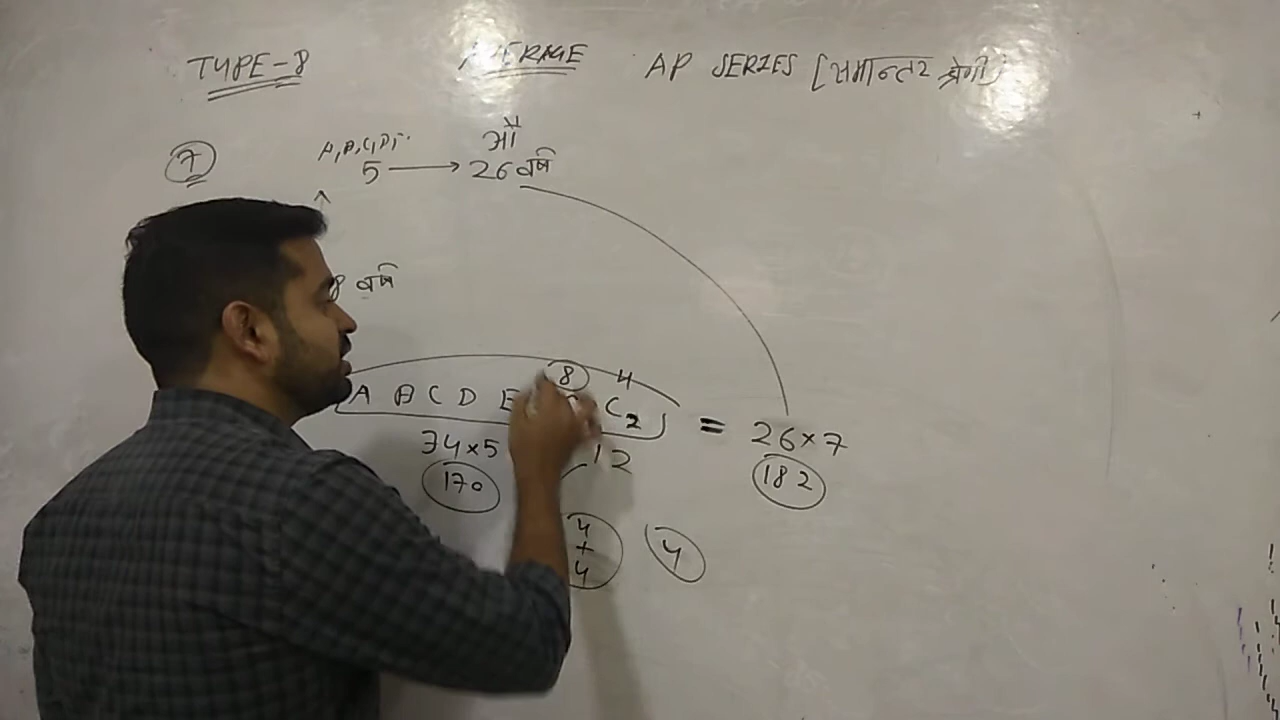 TYPE-8 AVERAGE AP SERIES [समान्तर श्रेणी]
7
A, B, C, D,
औ
5 → 26 वर्ष
8 वर्ष
8 4
A B C D E C2 = 26×7
34×5 12
170 182
4 + 4 4